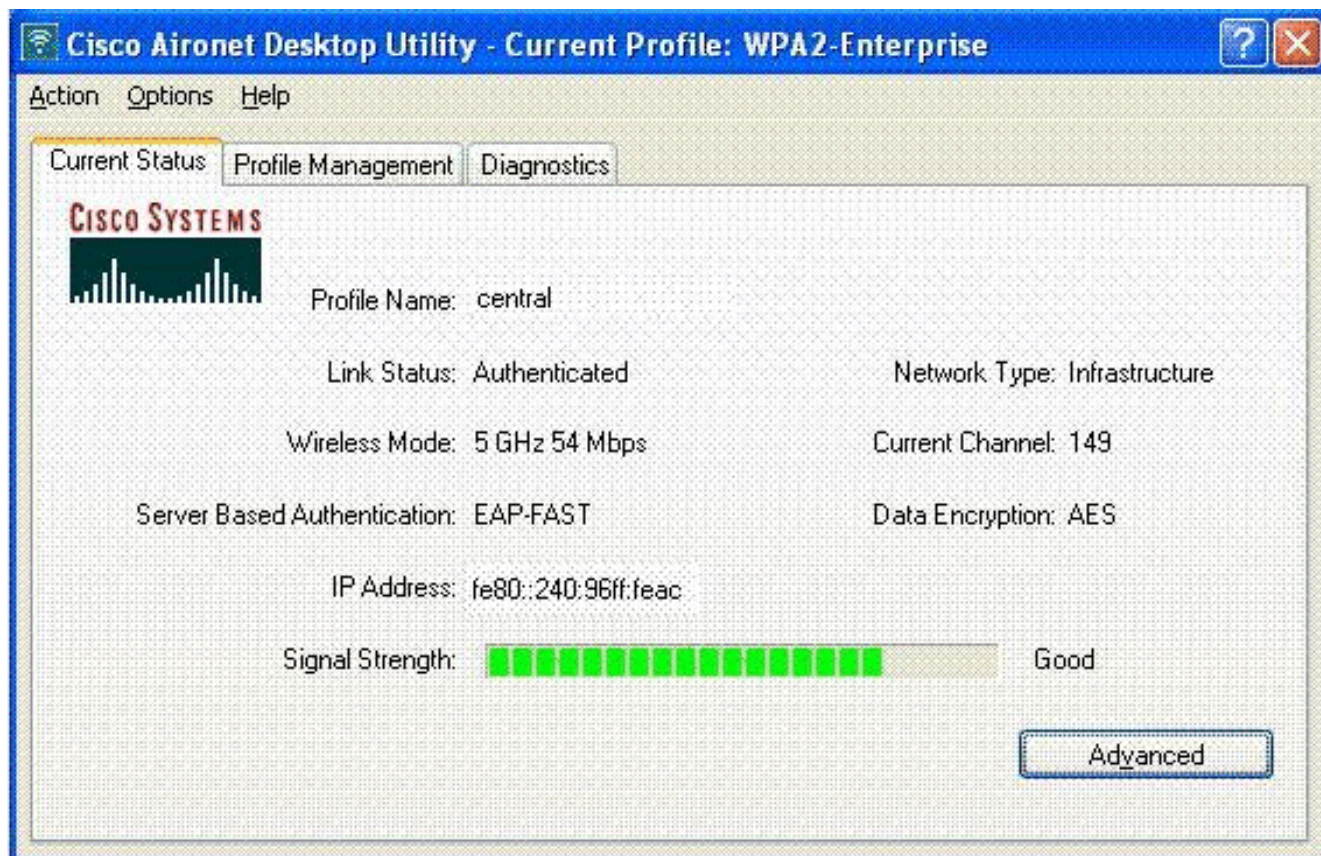 Cisco Aironet Desktop Utility - Current Profile: WPA2-Enterprise
Action Options Help
Current Status Profile Management Diagnostics
CISCO SYSTEMS
Profile Name: central
Link Status: Authenticated Network Type: Infrastructure
Wireless Mode: 5 GHz 54 Mbps Current Channel: 149
Server Based Authentication: EAP-FAST Data Encryption: AES
IP Address: fe80::240:96ff:feac
Signal Strength: Good
Advanced